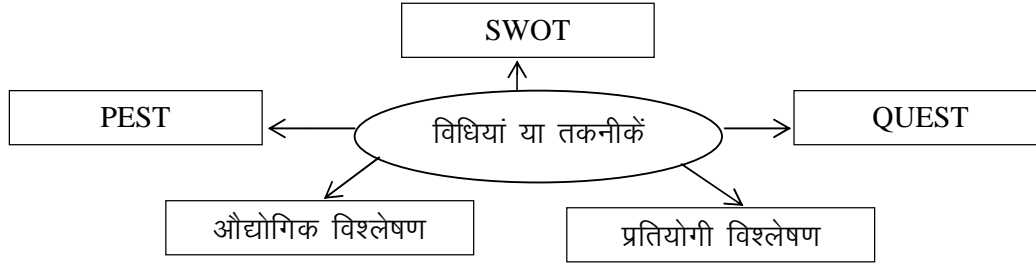 SWOT
PEST
विधियां या तकनीकें
QUEST
औद्योगिक विश्लेषण
प्रतियोगी विश्लेषण